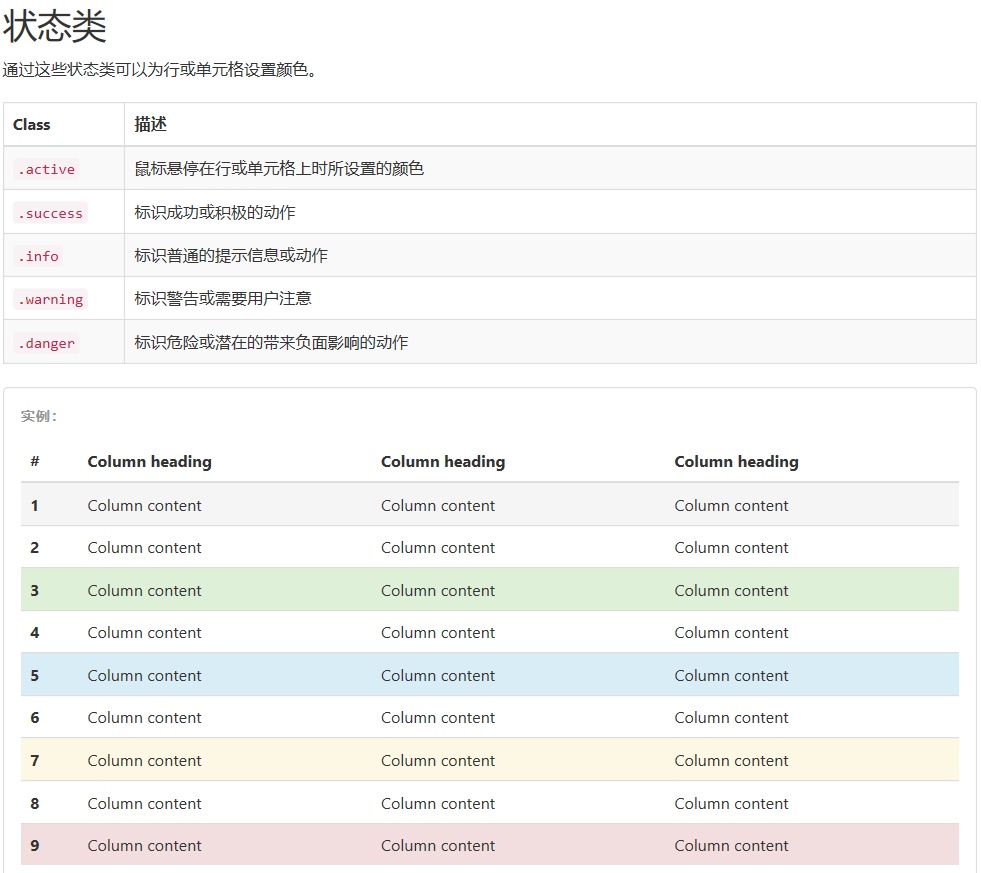 状态类
通过这些状态类可以为行或单元格设置颜色。
Class 描述
.active 鼠标悬停在行或单元格上时所设置的颜色
.success 标识成功或积极的动作
.info 标识普通的提示信息或动作
.warning 标识警告或需要用户注意
.danger 标识危险或潜在的带来负面影响的动作
实例：
# Column heading Column heading Column heading
1 Column content Column content Column content
2 Column content Column content Column content
3 Column content Column content Column content
4 Column content Column content Column content
5 Column content Column content Column content
6 Column content Column content Column content
7 Column content Column content Column content
8 Column content Column content Column content
9 Column content Column content Column content